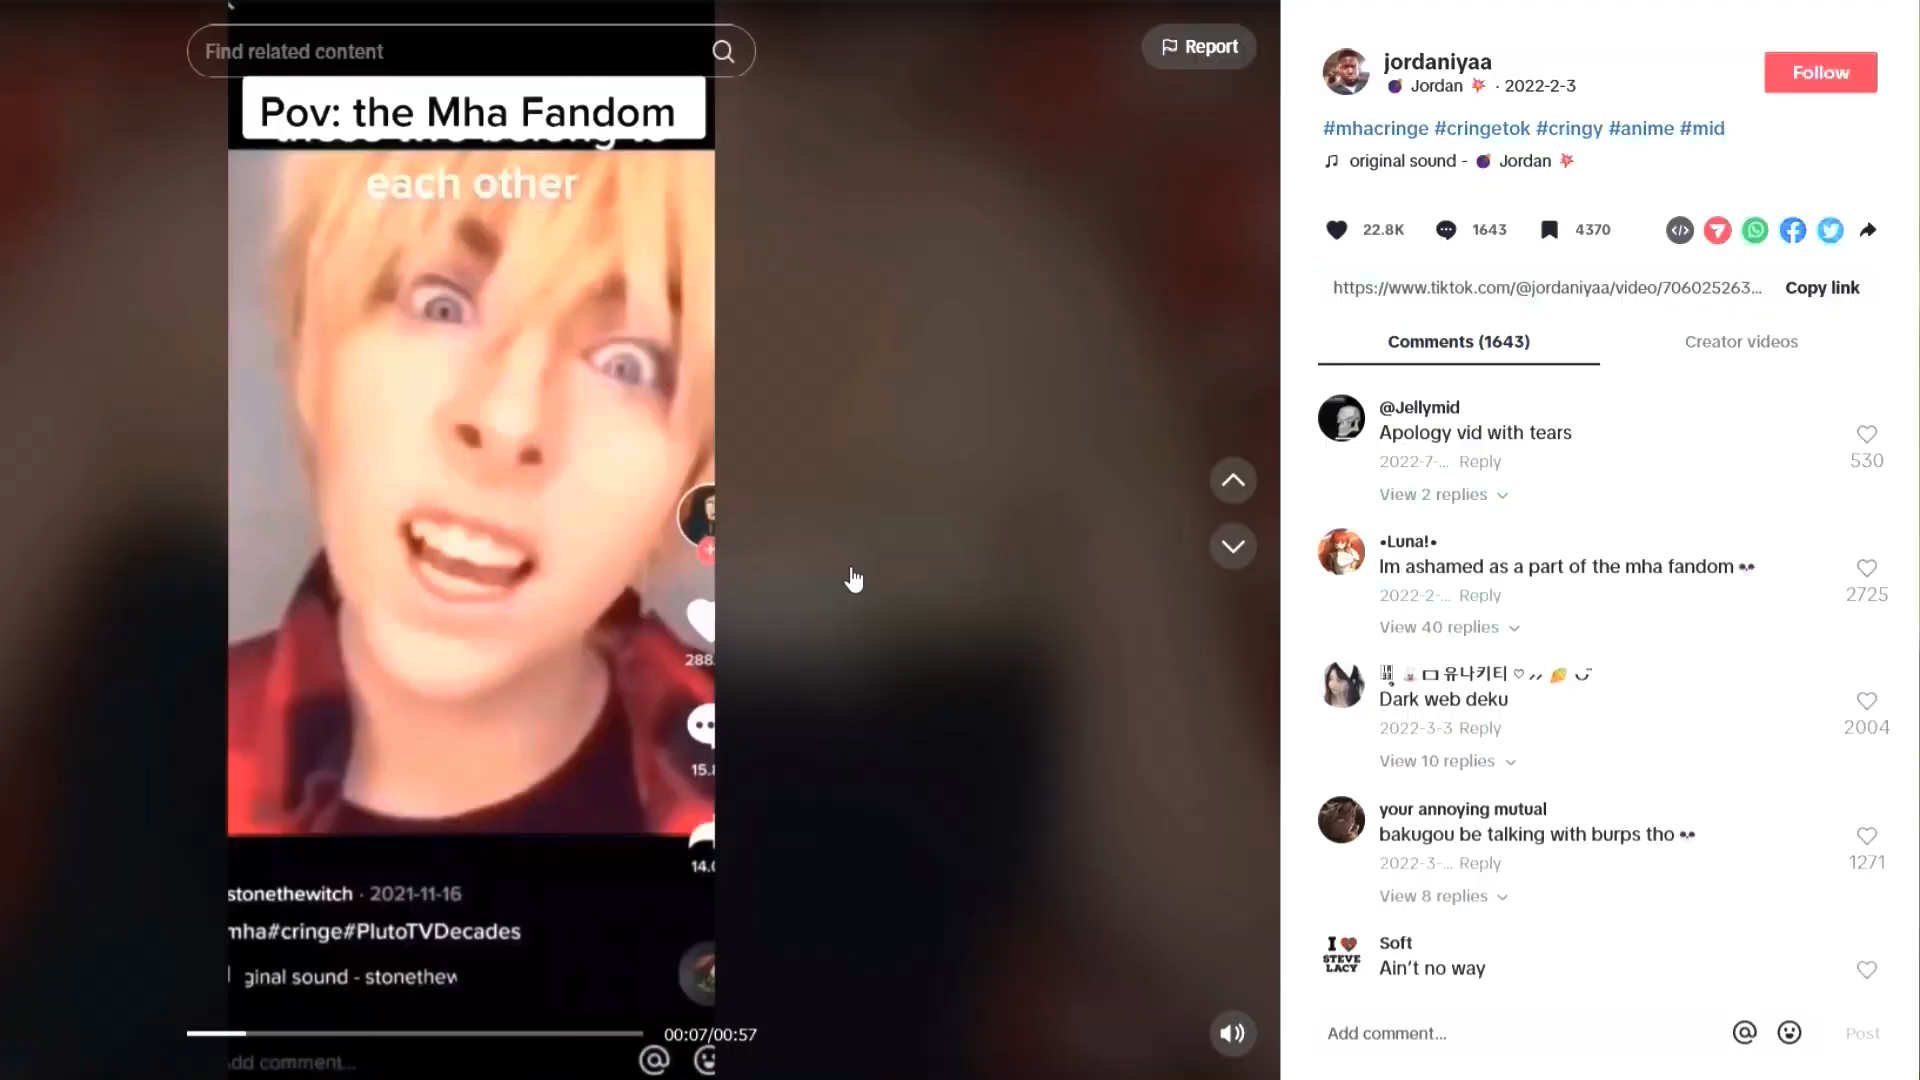 Find related content
Report
Pov: the Mha Fandom
each other
288.
15.8
14.0
stonethewitch · 2021-11-16
mha#cringe#PlutoTVDecades
ginal sound - stonethew
00:07/00:57
dd comment...
jordaniyaa
Jordan · 2022-2-3
Follow
#mhacringe #cringetok #cringy #anime #mid
original sound - Jordan
22.8K
1643
4370
https://www.tiktok.com/@jordaniyaa/video/706025263...
Copy link
Comments (1643)
Creator videos
@Jellymid
Apology vid with tears
530
2022-7-... Reply
View 2 replies
•Luna!•
Im ashamed as a part of the mha fandom
2725
2022-2-... Reply
View 40 replies
유나키티
Dark web deku
2004
2022-3-3 Reply
View 10 replies
your annoying mutual
bakugou be talking with burps tho
1271
2022-3-... Reply
View 8 replies
I STEVE LACY
Soft
Ain't no way
Add comment...
Post